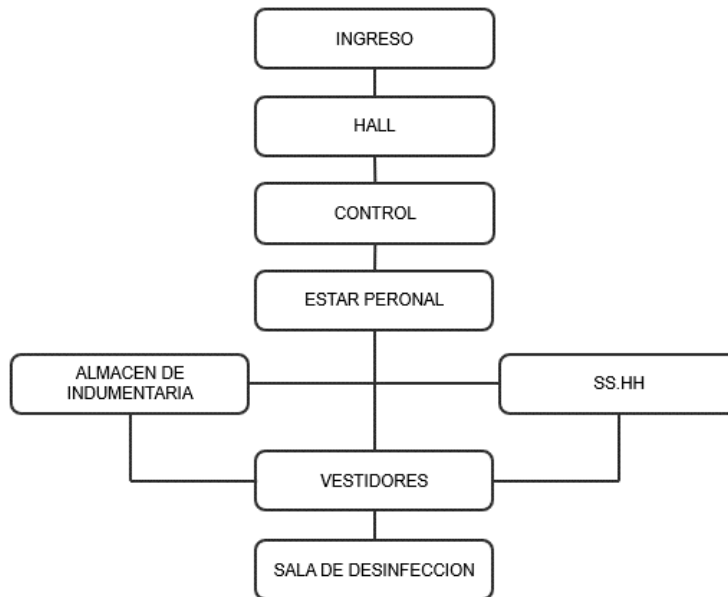 INGRESO
HALL
CONTROL
ESTAR PERONAL
ALMACEN DE
INDUMENTARIA
SS.HH
VESTIDORES
SALA DE DESINFECCION